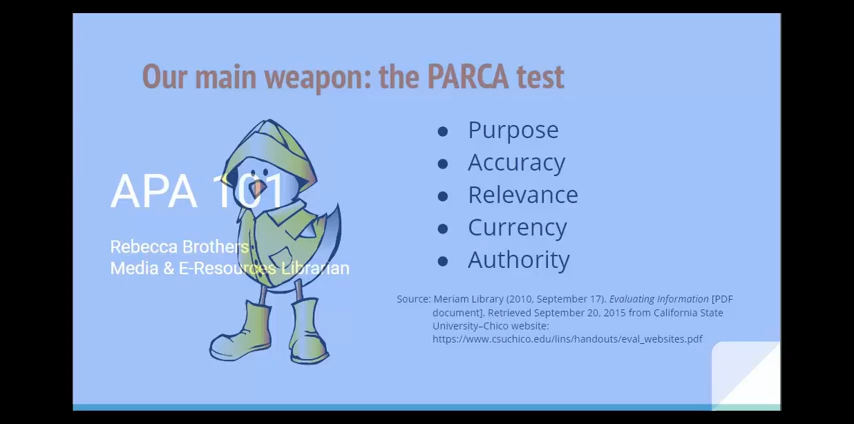 Our main weapon: the PARCA test
APA 101
Rebecca Brothers
Media & E-Resources Librarian
● Purpose
● Accuracy
● Relevance
● Currency
● Authority
Source: Meriam Library (2010, September 17). Evaluating Information [PDF
document]. Retrieved September 20, 2015 from California State
University–Chico website:
https://www.csuchico.edu/lins/handouts/eval_websites.pdf